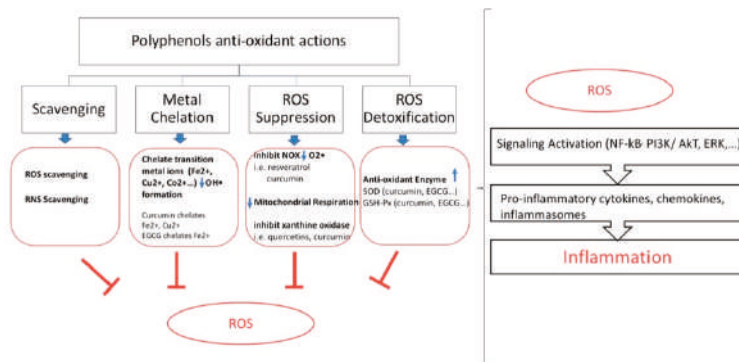 Polyphenols anti-oxidant actions
Scavenging
Metal
Chelation
ROS
Suppression
ROS
Detoxification
ROS scavenging
RNS Scavenging
Chelate transition
metal ions (Fe2+,
Cu2+, Co2+...) OH•
formation
Curcumin chelates
Fe2+, Cu2+
EGCG chelates Fe2+
Inhibit NOX O2•
i.e. resveratrol
curcumin
Mitochondrial Respiration
inhibit xanthine oxidase
i.e. quercetins, curcumin
Anti-oxidant Enzyme
SOD (curcumin, EGCG...)
GSH-Px (curcumin, EGCG...)
ROS
ROS
Signaling Activation (NF-kB PI3K/ AkT, ERK,...)
Pro-inflammatory cytokines, chemokines,
inflammasomes
Inflammation